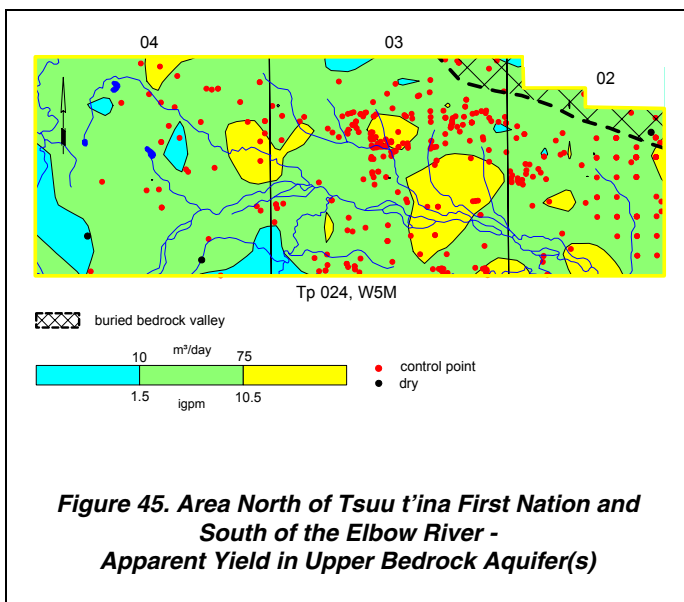 04 03
02
Tp 024, W5M
buried bedrock valley
10 m³/day 75
1.5 igpm 10.5
control point
dry
Figure 45. Area North of Tsuu t'ina First Nation and
South of the Elbow River -
Apparent Yield in Upper Bedrock Aquifer(s)